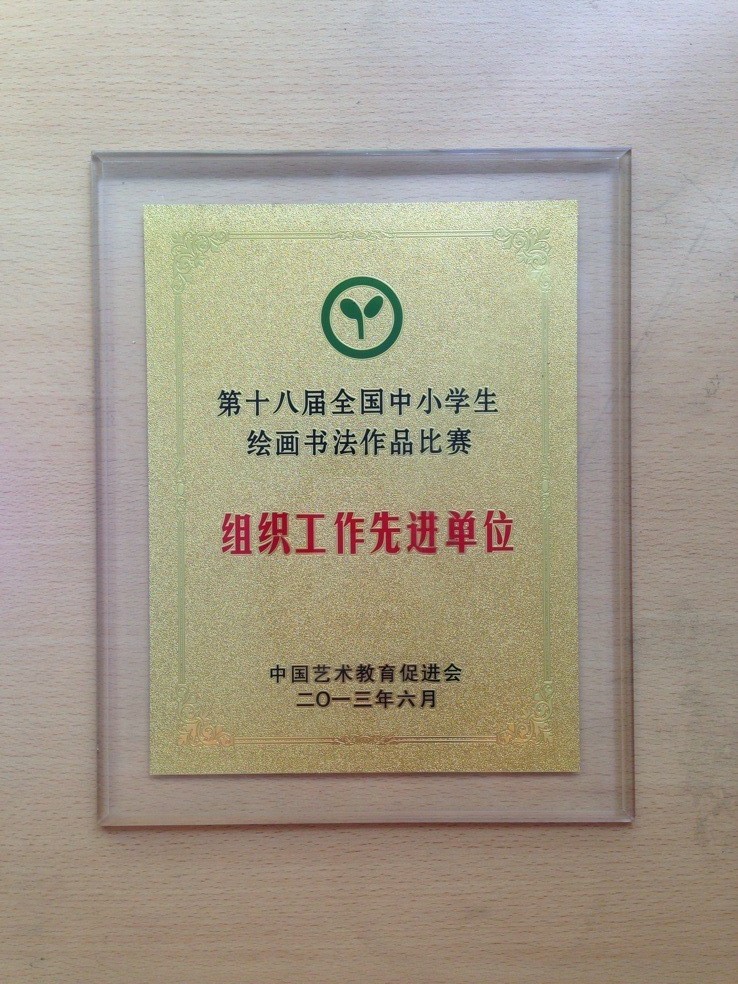 第十八届全国中小学生
绘画书法作品比赛
组织工作先进单位
中国艺术教育促进会
二〇一三年六月